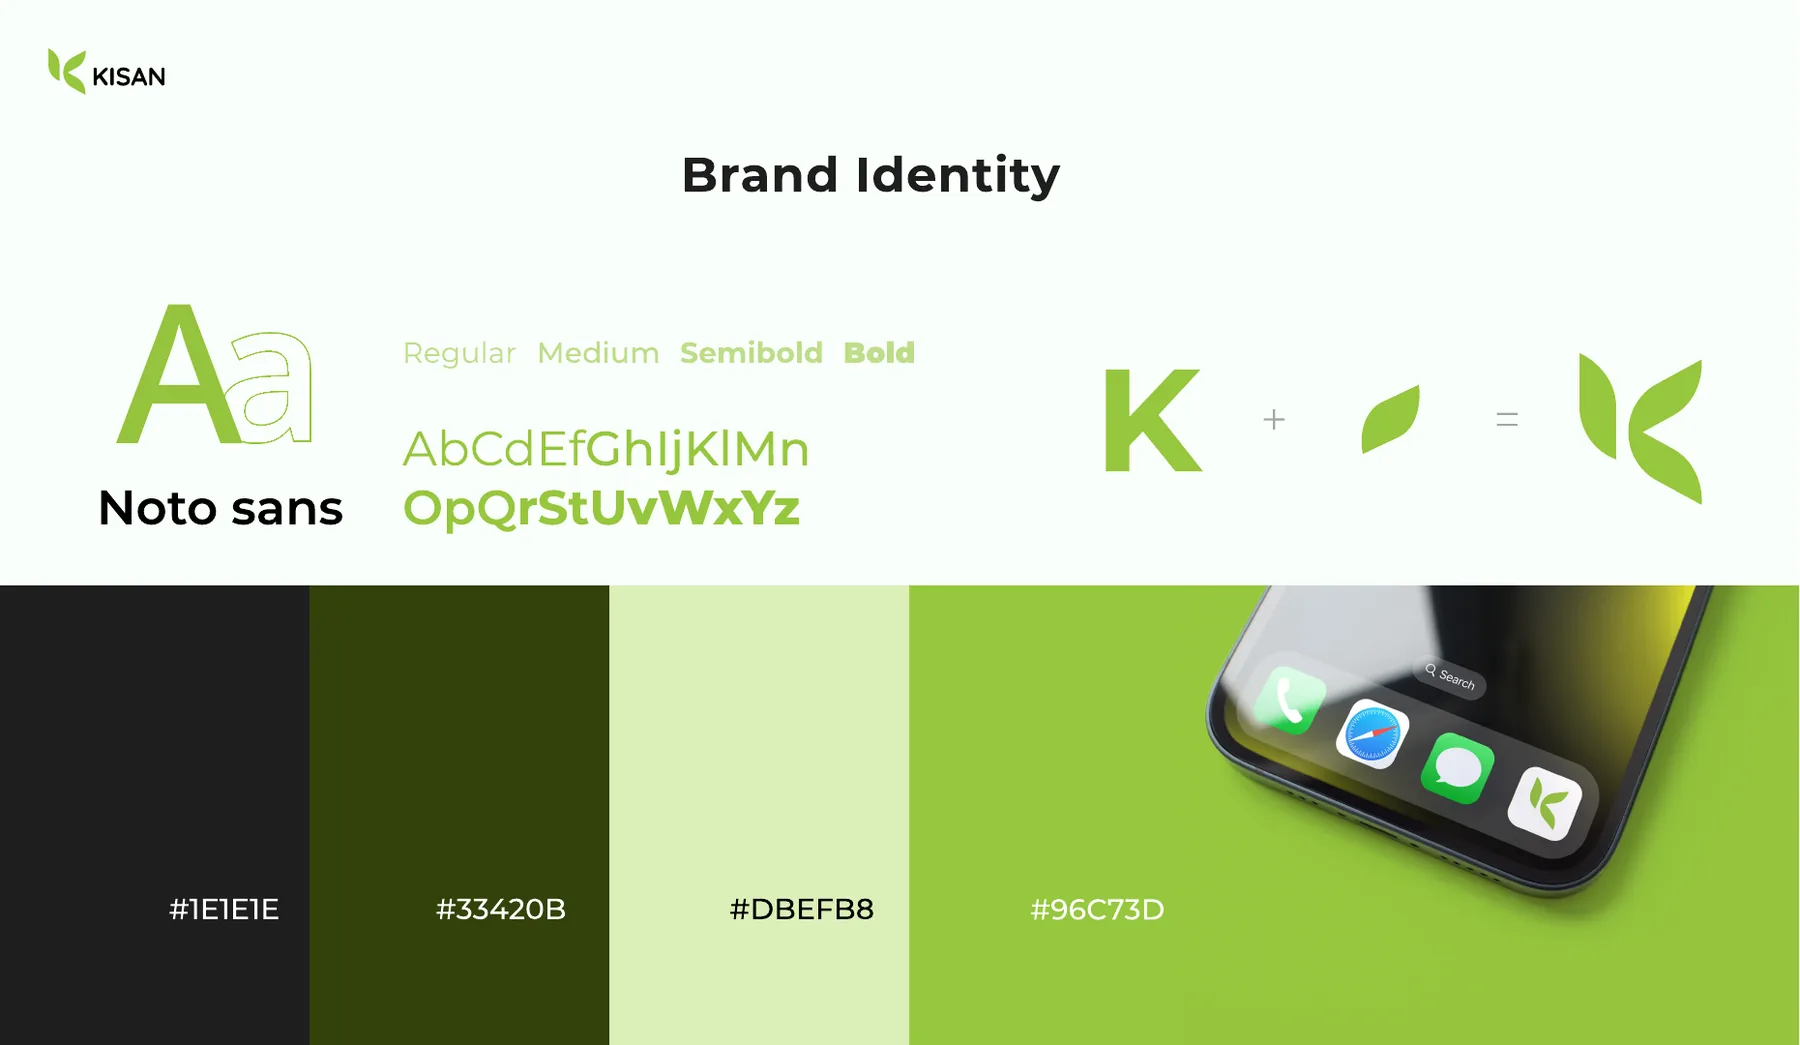 KISAN
Brand Identity
Aa
Noto sans
Regular Medium Semibold Bold
AbCdEfGhIjKlMn
OpQrStUvWxYz
K + =
Search
#1E1E1E
#33420B
#DBEFB8
#96C73D